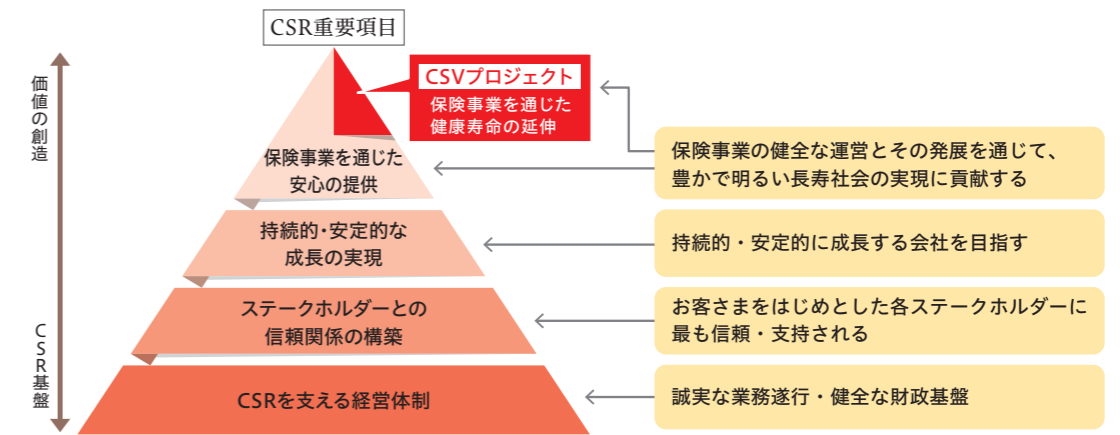 CSR重要項目
価値の創造
CSR基盤
CSVプロジェクト
保険事業を通じた
健康寿命の延伸
保険事業を通じた
安心の提供
保険事業の健全な運営とその発展を通じて、
豊かで明るい長寿社会の実現に貢献する
持続的・安定的な
成長の実現
持続的・安定的に成長する会社を目指す
ステークホルダーとの
信頼関係の構築
お客さまをはじめとした各ステークホルダーに
最も信頼・支持される
CSRを支える経営体制
誠実な業務遂行・健全な財政基盤